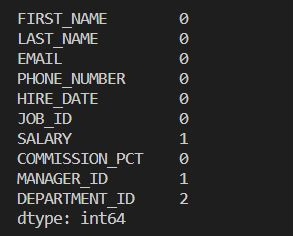 FIRST_NAME 0
LAST_NAME 0
EMAIL 0
PHONE_NUMBER 0
HIRE_DATE 0
JOB_ID 0
SALARY 1
COMMISSION_PCT 0
MANAGER_ID 1
DEPARTMENT_ID 2
dtype: int64